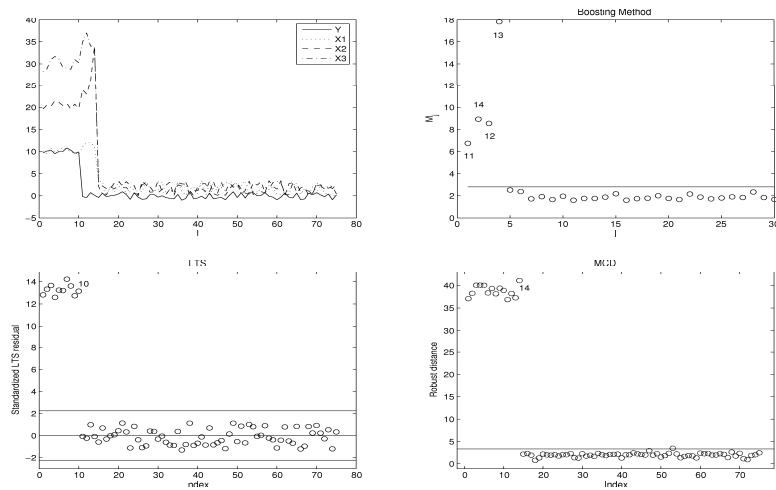 Y
X1
X2
X3
40
35
30
25
20
15
10
5
0
−5
0 10 20 30 40 50 60 70 80
I
Boosting Method
18
16
14
12
10
8
6
4
2
0
M_j
13
14
12
11
0 5 10 15 20 25 30
I
LTS
14
12
10
8
6
4
2
0
−2
Standardized LTS residual
10
0 10 20 30 40 50 60 70 80
ndex
MCD
40
35
30
25
20
15
10
5
0
Robust distance
14
0 10 20 30 40 50 60 70
Index